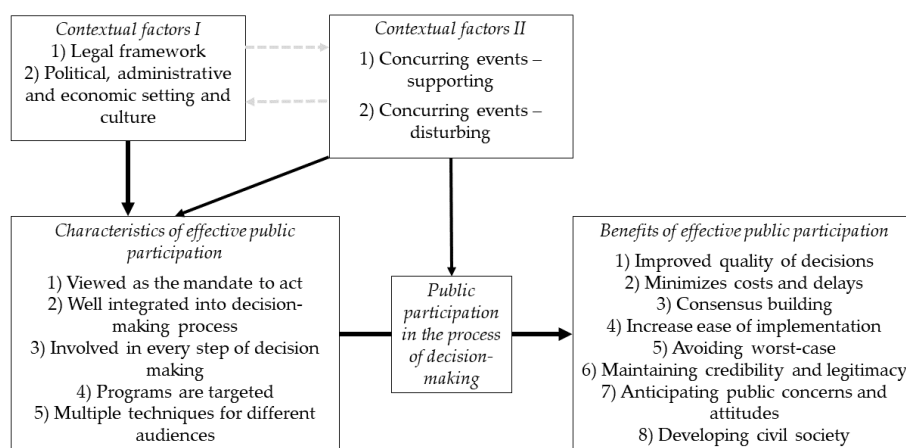 Contextual factors I
1) Legal framework
2) Political, administrative
and economic setting and
culture
Contextual factors II
1) Concurring events –
supporting
2) Concurring events –
disturbing
Characteristics of effective public
participation
1) Viewed as the mandate to act
2) Well integrated into decision-
making process
3) Involved in every step of decision
making
4) Programs are targeted
5) Multiple techniques for different
audiences
Public
participation
in the process
of decision-
making
Benefits of effective public participation
1) Improved quality of decisions
2) Minimizes costs and delays
3) Consensus building
4) Increase ease of implementation
5) Avoiding worst-case
6) Maintaining credibility and legitimacy
7) Anticipating public concerns and
attitudes
8) Developing civil society